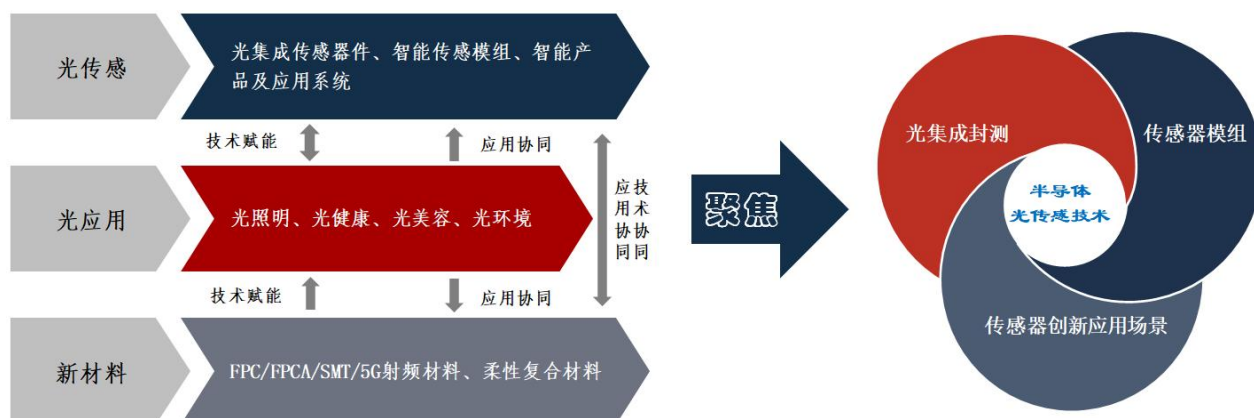 光传感
光集成传感器件、智能传感模组、智能产
品及应用系统
技术赋能
应用协同
光应用
光照明、光健康、光美容、光环境
应技
用术
协协
同同
技术赋能
应用协同
新材料
FPC/FPCA/SMT/5G射频材料、柔性复合材料
聚焦
光集成封测
传感器模组
半导体
光传感技术
传感器创新应用场景